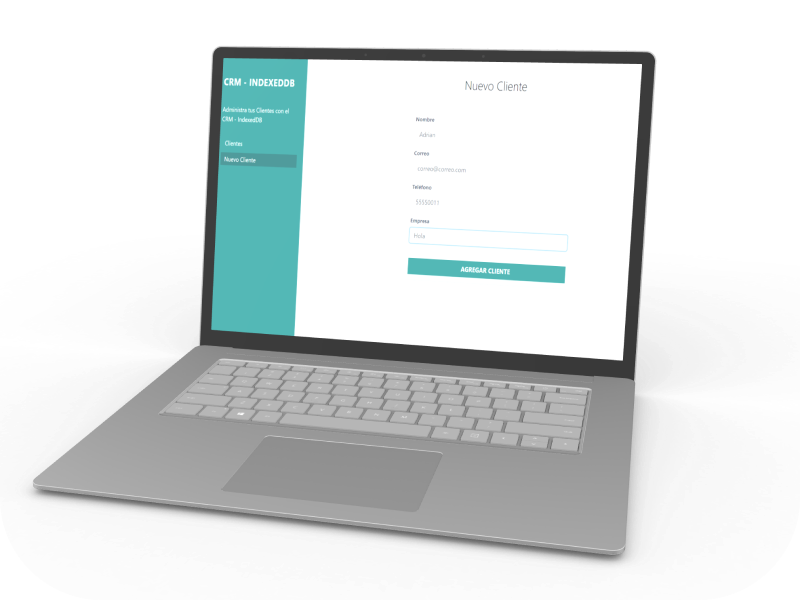 CRM - INDEXEDDB
Administra tus Clientes con el
CRM - IndexedDB
Clientes
Nuevo Cliente
Nuevo Cliente
Nombre
Adrian
Correo
correo@correo.com
Teléfono
55550011
Empresa
Hola
AGREGAR CLIENTE